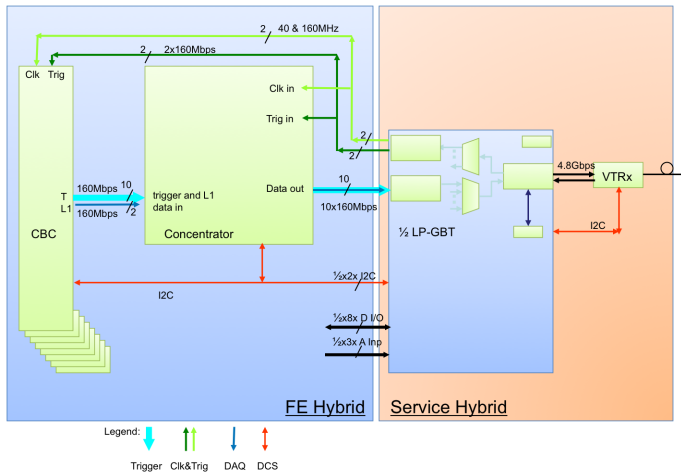 2 40 & 160MHz
2 2x160Mbps
Clk Trig
Clk in
Trig in
2
2
4.8Gbps
VTRx
160Mbps 10
T
L1
160Mbps 2
trigger and L1
data in
Data out
10
10x160Mbps
CBC
Concentrator
½ LP-GBT
I2C
½x2x I2C
I2C
½x8x D I/O
½x3x A Inp
FE Hybrid
Service Hybrid
Legend:
Trigger Clk&Trig DAQ DCS